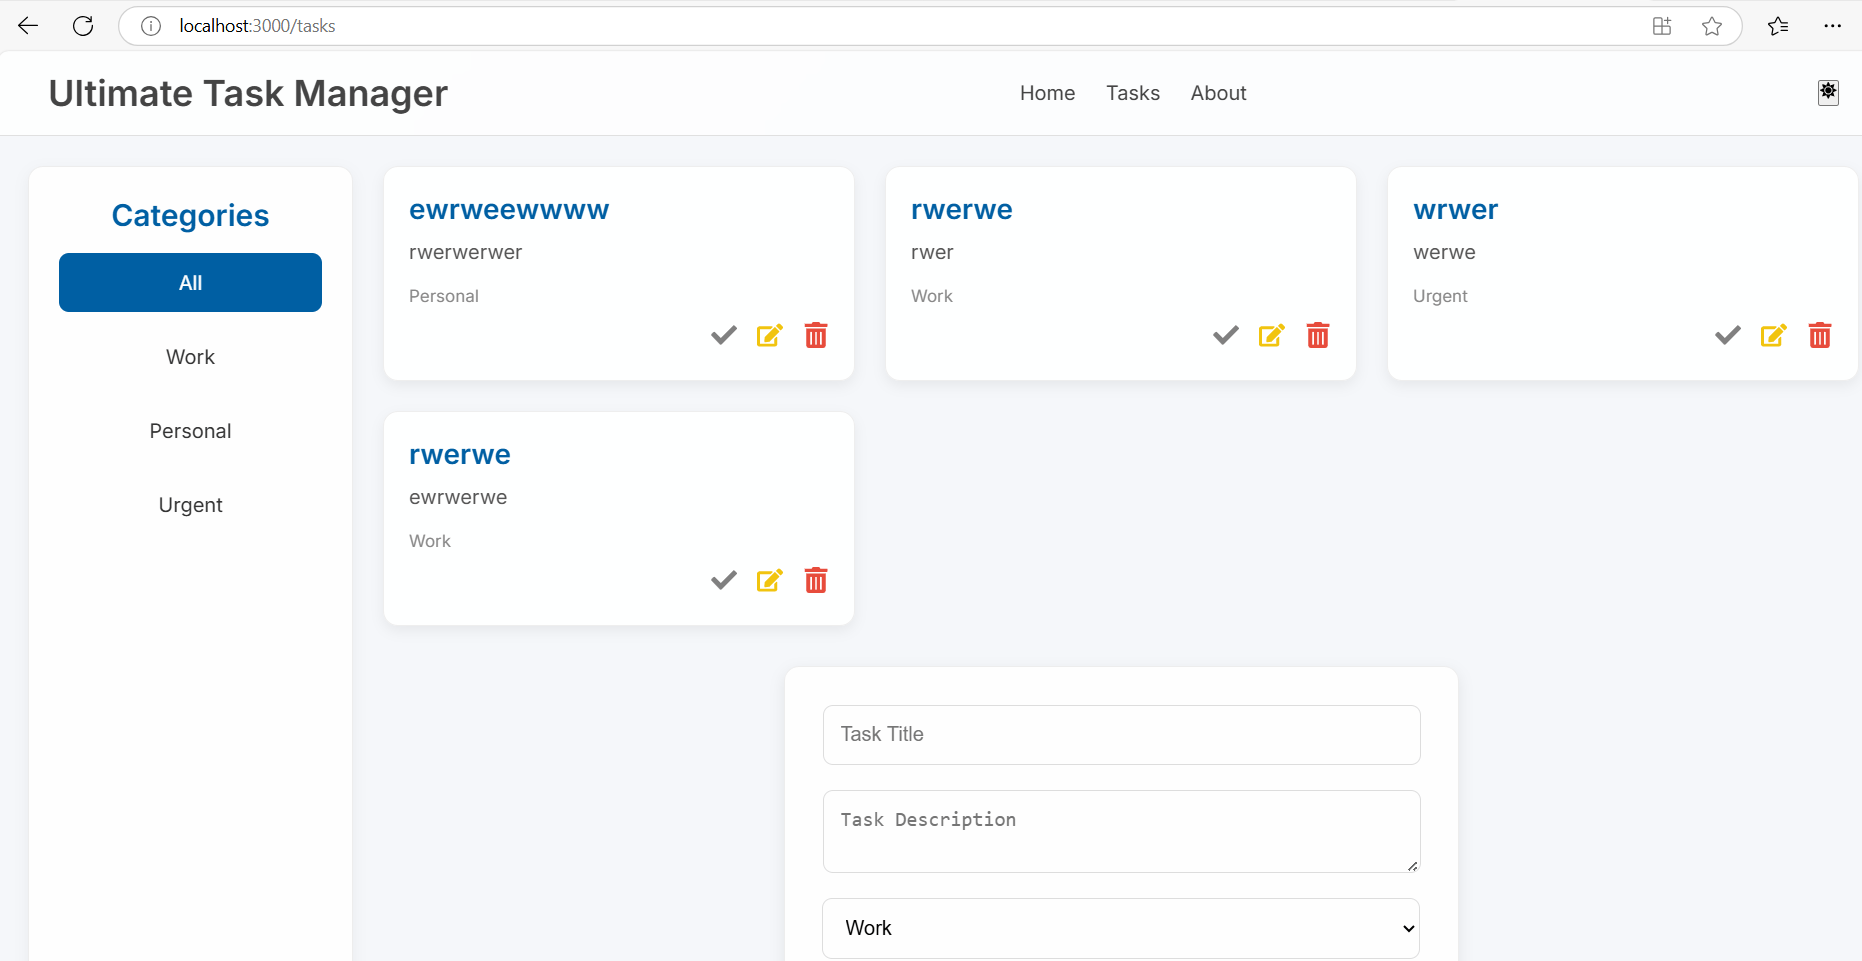 localhost:3000/tasks
Ultimate Task Manager
Home
Tasks
About
Categories
All
Work
Personal
Urgent
ewrweewwww
rwerwerwer
Personal
rwerwe
rwer
Work
wrwer
werwe
Urgent
rwerwe
ewrwerwe
Work
Task Title
Task Description
Work